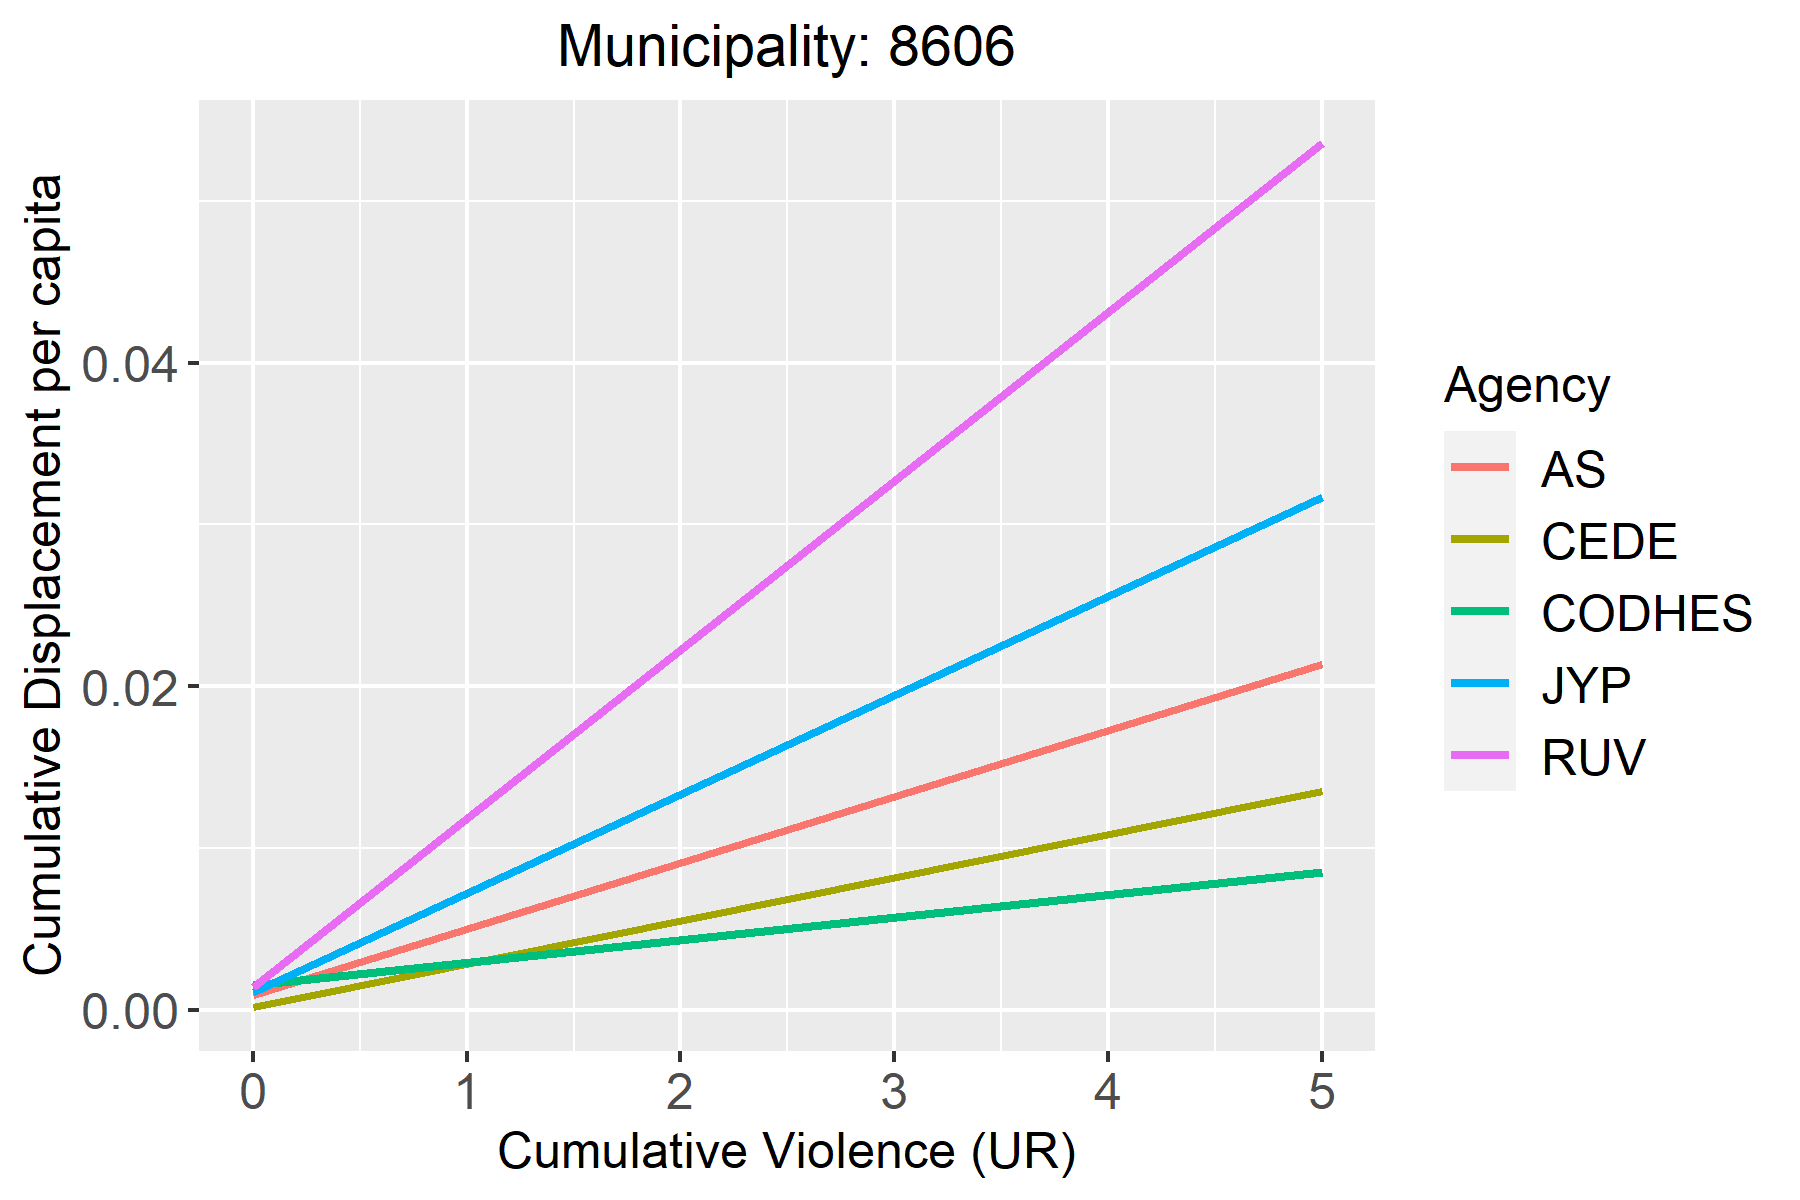 Municipality: 8606
Cumulative Displacement per capita
0.04
0.02
0.00
0 1 2 3 4 5
Cumulative Violence (UR)
Agency
AS
CEDE
CODHES
JYP
RUV